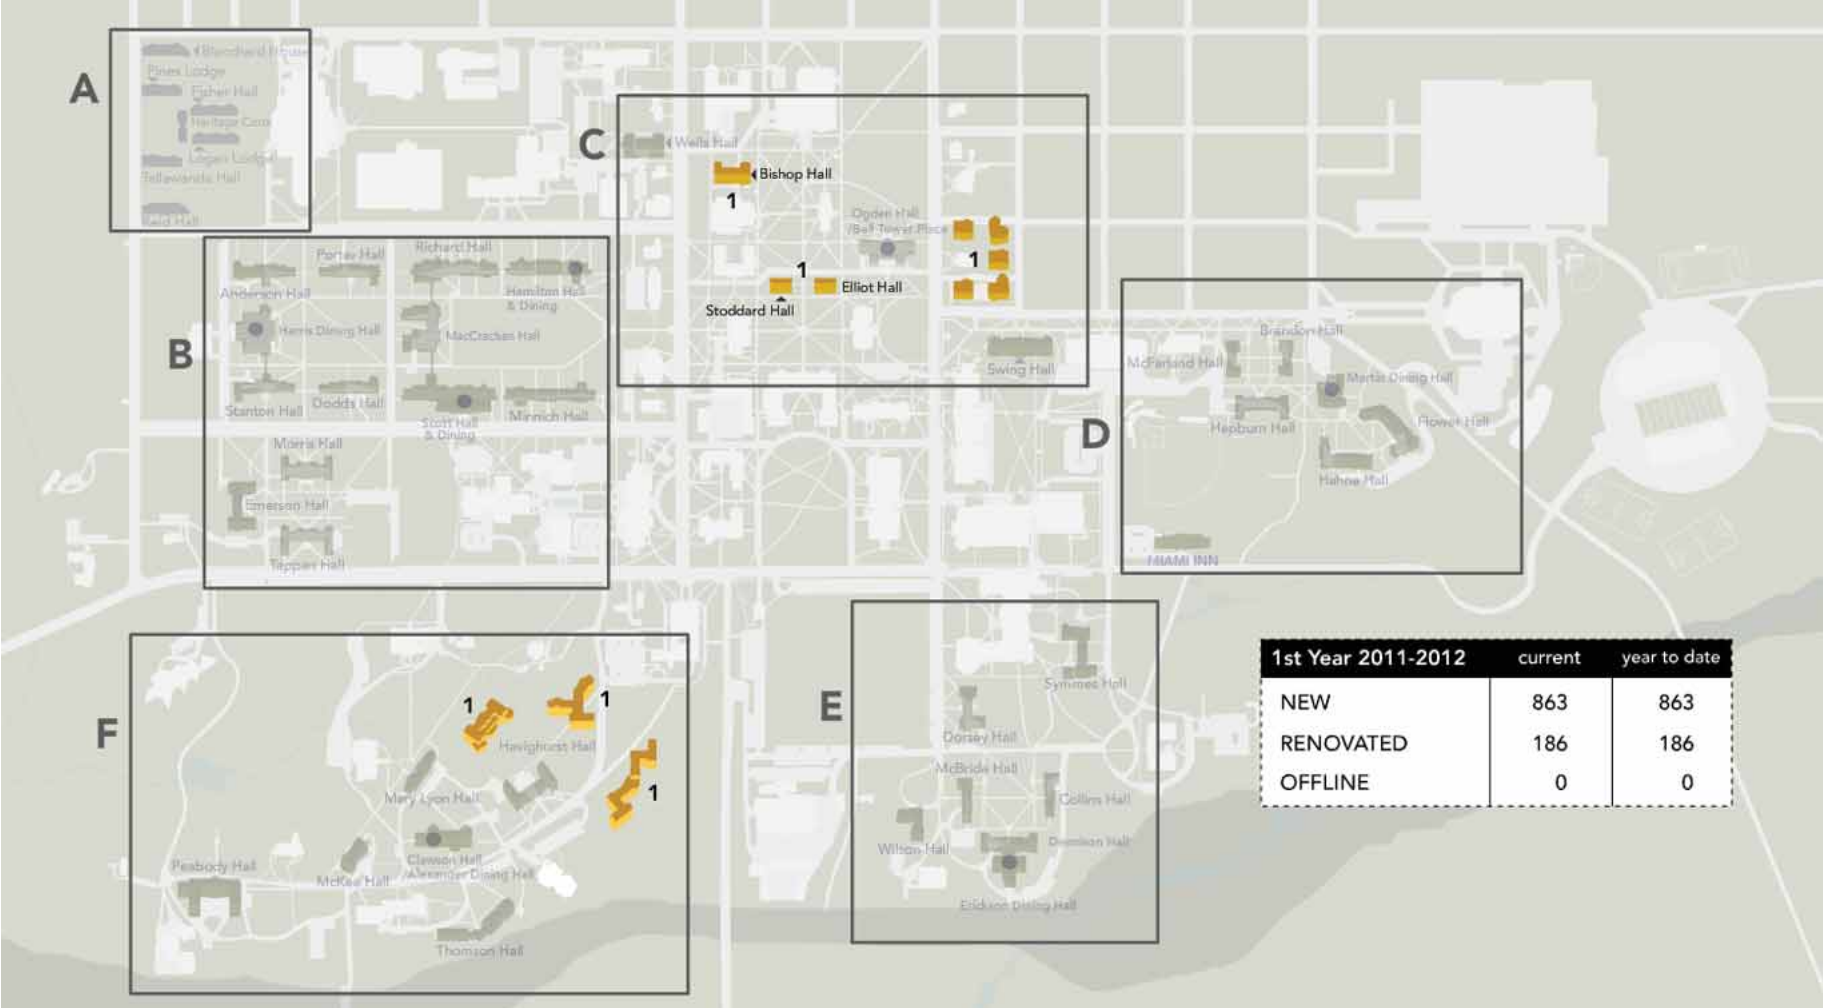 A
Blanchard House
Pines Lodge
Fisher Hall
Heritage Com
Logan Lodge
Tallawanda Hall
Reid Hall
B
Porter Hall
Richard Hall
Anderson Hall
Hamilton Hall
& Dining
Harris Dining Hall
MacCracken Hall
Stanton Hall
Dodds Hall
Scott Hall
& Dining
Minnich Hall
Morris Hall
Emerson Hall
Tappan Hall
C
Wells Hall
Bishop Hall
1
Ogden Hall
/Bell Tower Place
1
1
Elliot Hall
Stoddard Hall
Swing Hall
D
Brandon Hall
McFarland Hall
Martin Dining Hall
Hepburn Hall
Flower Hall
Hahne Hall
MIAMI INN
E
Symmes Hall
Dorsey Hall
McBride Hall
Collins Hall
Wilson Hall
Dennison Hall
Erickson Dining Hall
F
1
1
Havighurst Hall
1
Mary Lyon Hall
Clawson Hall
/Alexander Dining Hall
Peabody Hall
McKee Hall
Thomson Hall
1st Year 2011-2012 current year to date
NEW 863 863
RENOVATED 186 186
OFFLINE 0 0